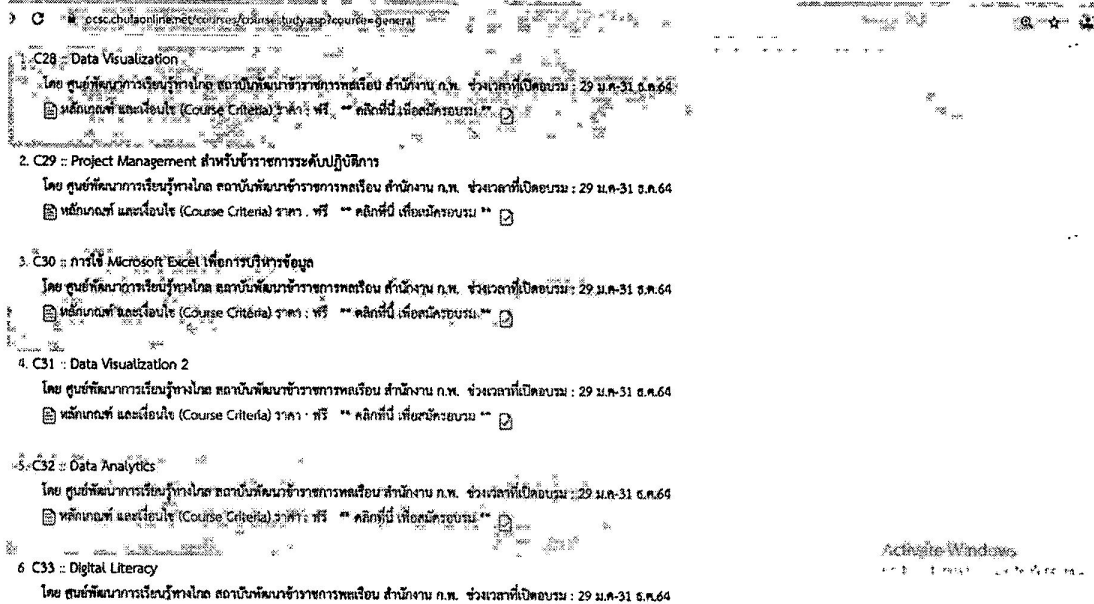 ocsc.chulaonline.net/courses/coursestudy.asp?course=general
1. C28 :: Data Visualization
โดย ศูนย์พัฒนาการเรียนรู้ทางไกล สถาบันพัฒนาข้าราชการพลเรือน สำนักงาน ก.พ. ช่วงเวลาที่เปิดอบรม : 29 ม.ค-31 ธ.ค.64
หลักเกณฑ์ และเงื่อนไข (Course Criteria) ราคา : ฟรี ** คลิกที่นี่ เพื่อสมัครอบรม **
2. C29 :: Project Management สำหรับข้าราชการระดับปฏิบัติการ
โดย ศูนย์พัฒนาการเรียนรู้ทางไกล สถาบันพัฒนาข้าราชการพลเรือน สำนักงาน ก.พ. ช่วงเวลาที่เปิดอบรม : 29 ม.ค-31 ธ.ค.64
หลักเกณฑ์ และเงื่อนไข (Course Criteria) ราคา : ฟรี ** คลิกที่นี่ เพื่อสมัครอบรม **
3. C30 :: การใช้ Microsoft Excel เพื่อการบริหารข้อมูล
โดย ศูนย์พัฒนาการเรียนรู้ทางไกล สถาบันพัฒนาข้าราชการพลเรือน สำนักงาน ก.พ. ช่วงเวลาที่เปิดอบรม : 29 ม.ค-31 ธ.ค.64
หลักเกณฑ์ และเงื่อนไข (Course Criteria) ราคา : ฟรี ** คลิกที่นี่ เพื่อสมัครอบรม **
4. C31 :: Data Visualization 2
โดย ศูนย์พัฒนาการเรียนรู้ทางไกล สถาบันพัฒนาข้าราชการพลเรือน สำนักงาน ก.พ. ช่วงเวลาที่เปิดอบรม : 29 ม.ค-31 ธ.ค.64
หลักเกณฑ์ และเงื่อนไข (Course Criteria) ราคา : ฟรี ** คลิกที่นี่ เพื่อสมัครอบรม **
5. C32 :: Data Analytics
โดย ศูนย์พัฒนาการเรียนรู้ทางไกล สถาบันพัฒนาข้าราชการพลเรือน สำนักงาน ก.พ. ช่วงเวลาที่เปิดอบรม : 29 ม.ค-31 ธ.ค.64
หลักเกณฑ์ และเงื่อนไข (Course Criteria) ราคา : ฟรี ** คลิกที่นี่ เพื่อสมัครอบรม **
Activate Windows
6 C33 :: Digital Literacy
โดย ศูนย์พัฒนาการเรียนรู้ทางไกล สถาบันพัฒนาข้าราชการพลเรือน สำนักงาน ก.พ. ช่วงเวลาที่เปิดอบรม : 29 ม.ค-31 ธ.ค.64